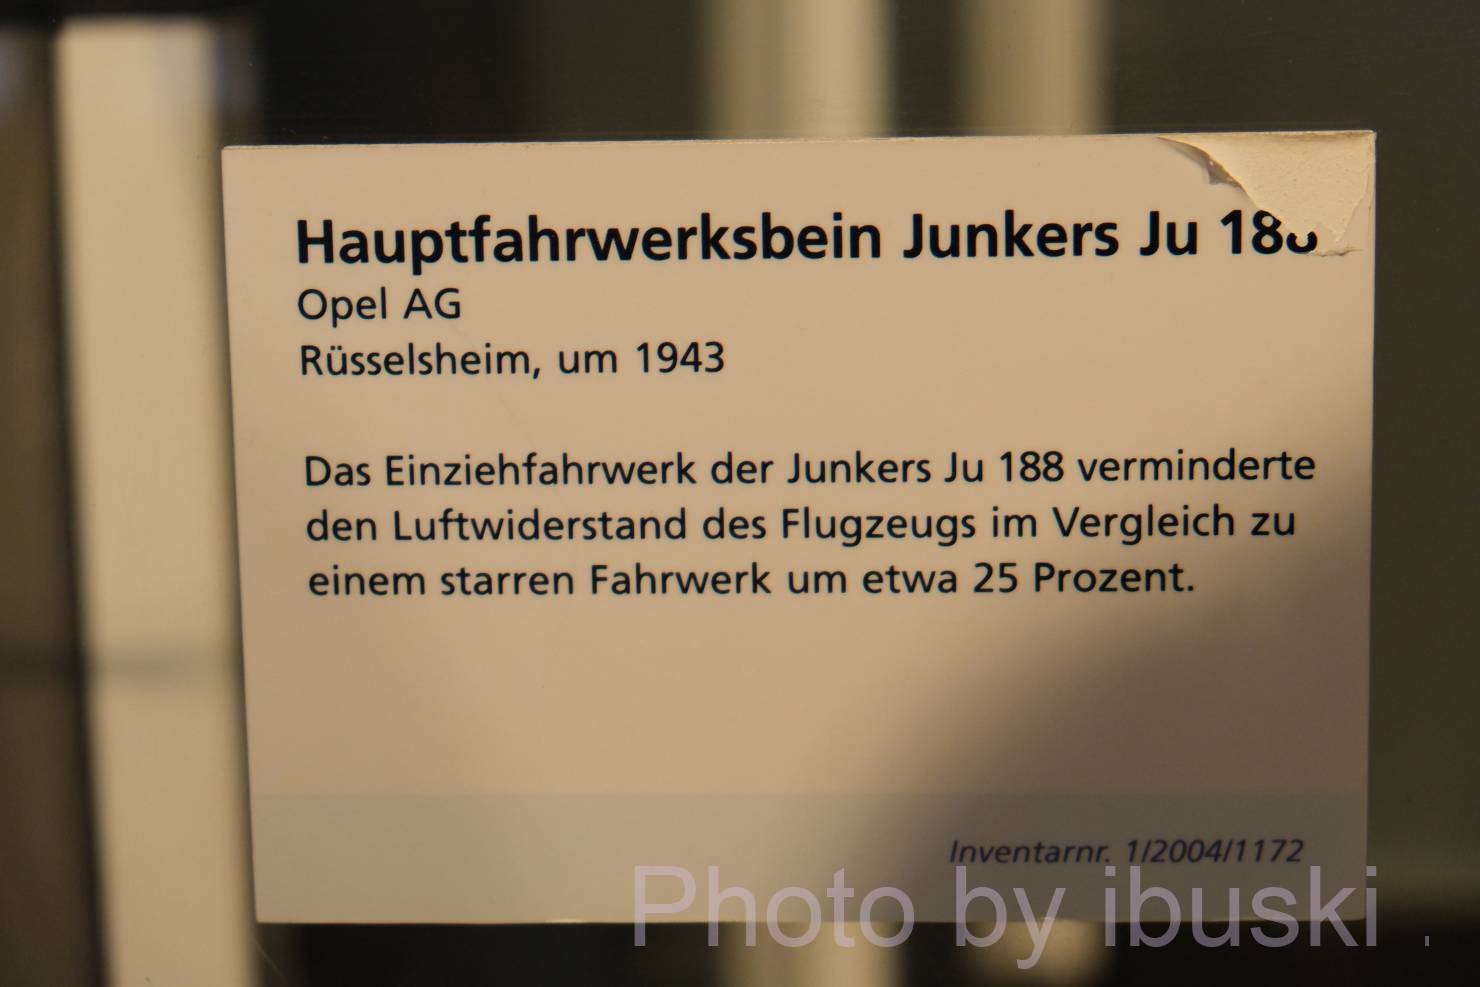 Hauptfahrwerksbein Junkers Ju 188
Opel AG
Rüsselsheim, um 1943
Das Einziehfahrwerk der Junkers Ju 188 verminderte
den Luftwiderstand des Flugzeugs im Vergleich zu
einem starren Fahrwerk um etwa 25 Prozent.
Inventarnr. 1/2004/1172
Photo by ibuski